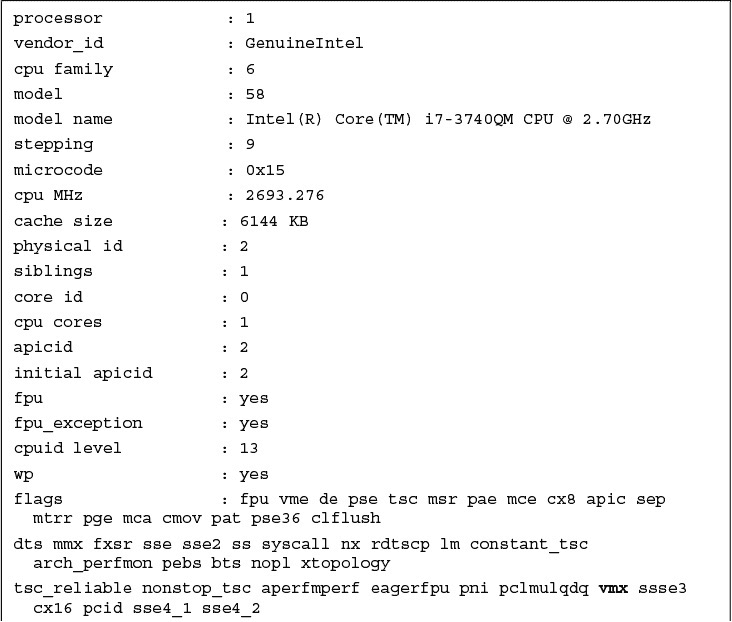 processor : 1
vendor_id : GenuineIntel
cpu family : 6
model : 58
model name : Intel(R) Core(TM) i7-3740QM CPU @ 2.70GHz
stepping : 9
microcode : 0x15
cpu MHz : 2693.276
cache size : 6144 KB
physical id : 2
siblings : 1
core id : 0
cpu cores : 1
apicid : 2
initial apicid : 2
fpu : yes
fpu_exception : yes
cpuid level : 13
wp : yes
flags : fpu vme de pse tsc msr pae mce cx8 apic sep
mtrr pge mca cmov pat pse36 clflush
dts mmx fxsr sse sse2 ss syscall nx rdtscp lm constant_tsc
arch_perfmon pebs bts nopl xtopology
tsc_reliable nonstop_tsc aperfmperf eagerfpu pni pclmulqdq vmx ssse3
cx16 pcid sse4_1 sse4_2